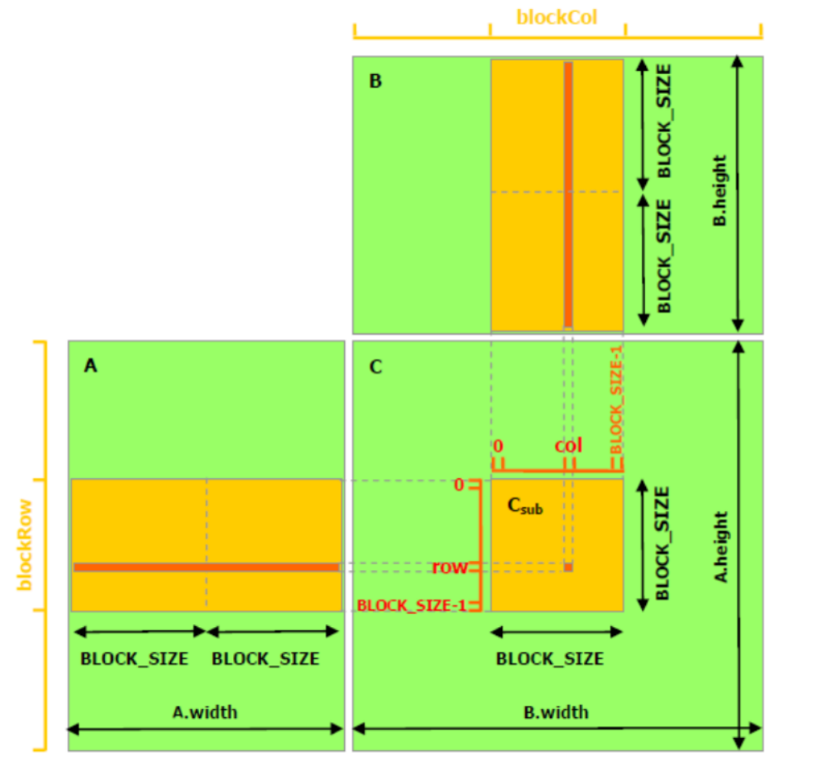 blockCol
B
BLOCK_SIZE
BLOCK_SIZE
B.height
A
C
BLOCK_SIZE-1
0
col
0
C_sub
row
BLOCK_SIZE-1
BLOCK_SIZE
A.height
blockRow
BLOCK_SIZE
BLOCK_SIZE
BLOCK_SIZE
A.width
B.width